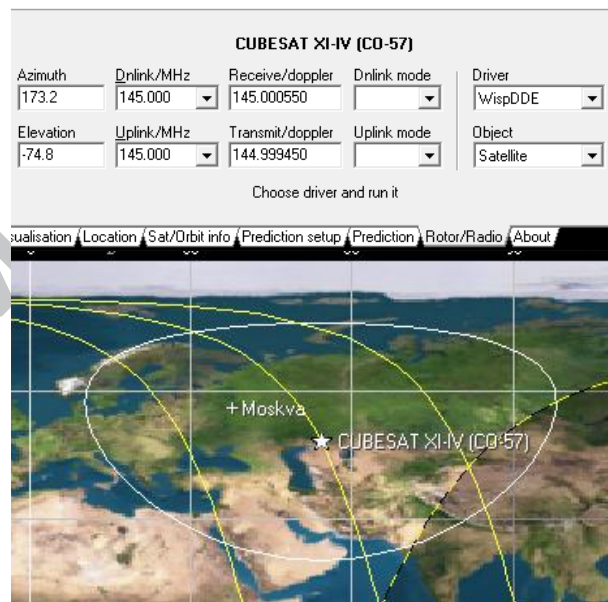 CUBESAT XI-IV (CO-57)
Azimuth Dnlink/MHz Receive/doppler Dnlink mode Driver
173.2 145.000 145.000550 WispDDE
Elevation Uplink/MHz Transmit/doppler Uplink mode Object
-74.8 145.000 144.999450 Satellite
Choose driver and run it
sualisation Location Sat/Orbit info Prediction setup Prediction Rotor/Radio About
+Moskva
CUBESAT XI-IV (CO-57)